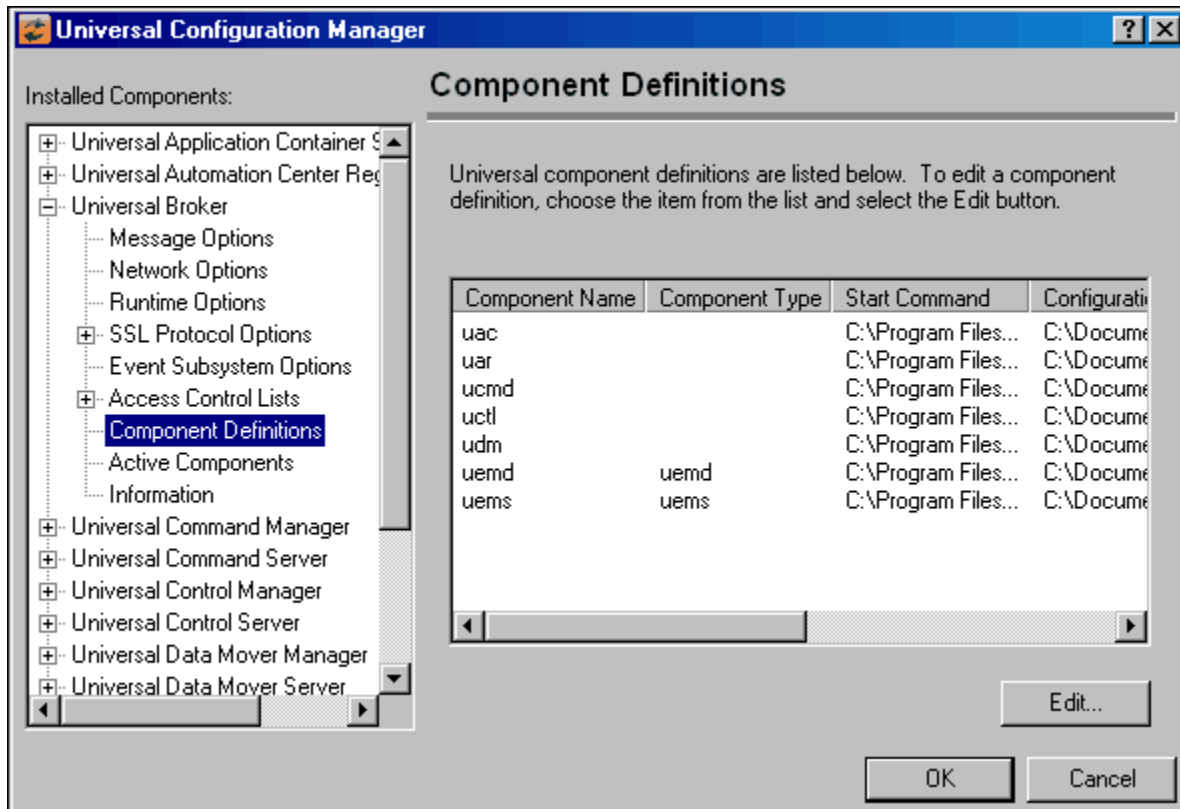 Universal Configuration Manager
Installed Components:
Universal Application Container S
Universal Automation Center Reg
Universal Broker
Message Options
Network Options
Runtime Options
SSL Protocol Options
Event Subsystem Options
Access Control Lists
Component Definitions
Active Components
Information
Universal Command Manager
Universal Command Server
Universal Control Manager
Universal Control Server
Universal Data Mover Manager
Universal Data Mover Server
Component Definitions
Universal component definitions are listed below. To edit a component
definition, choose the item from the list and select the Edit button.
Component Name Component Type Start Command Configurati
uac C:\Program Files... C:\Docume
uar C:\Program Files... C:\Docume
ucmd C:\Program Files... C:\Docume
uctl C:\Program Files... C:\Docume
udm C:\Program Files... C:\Docume
uemd uemd C:\Program Files... C:\Docume
uems uems C:\Program Files... C:\Docume
Edit...
OK Cancel